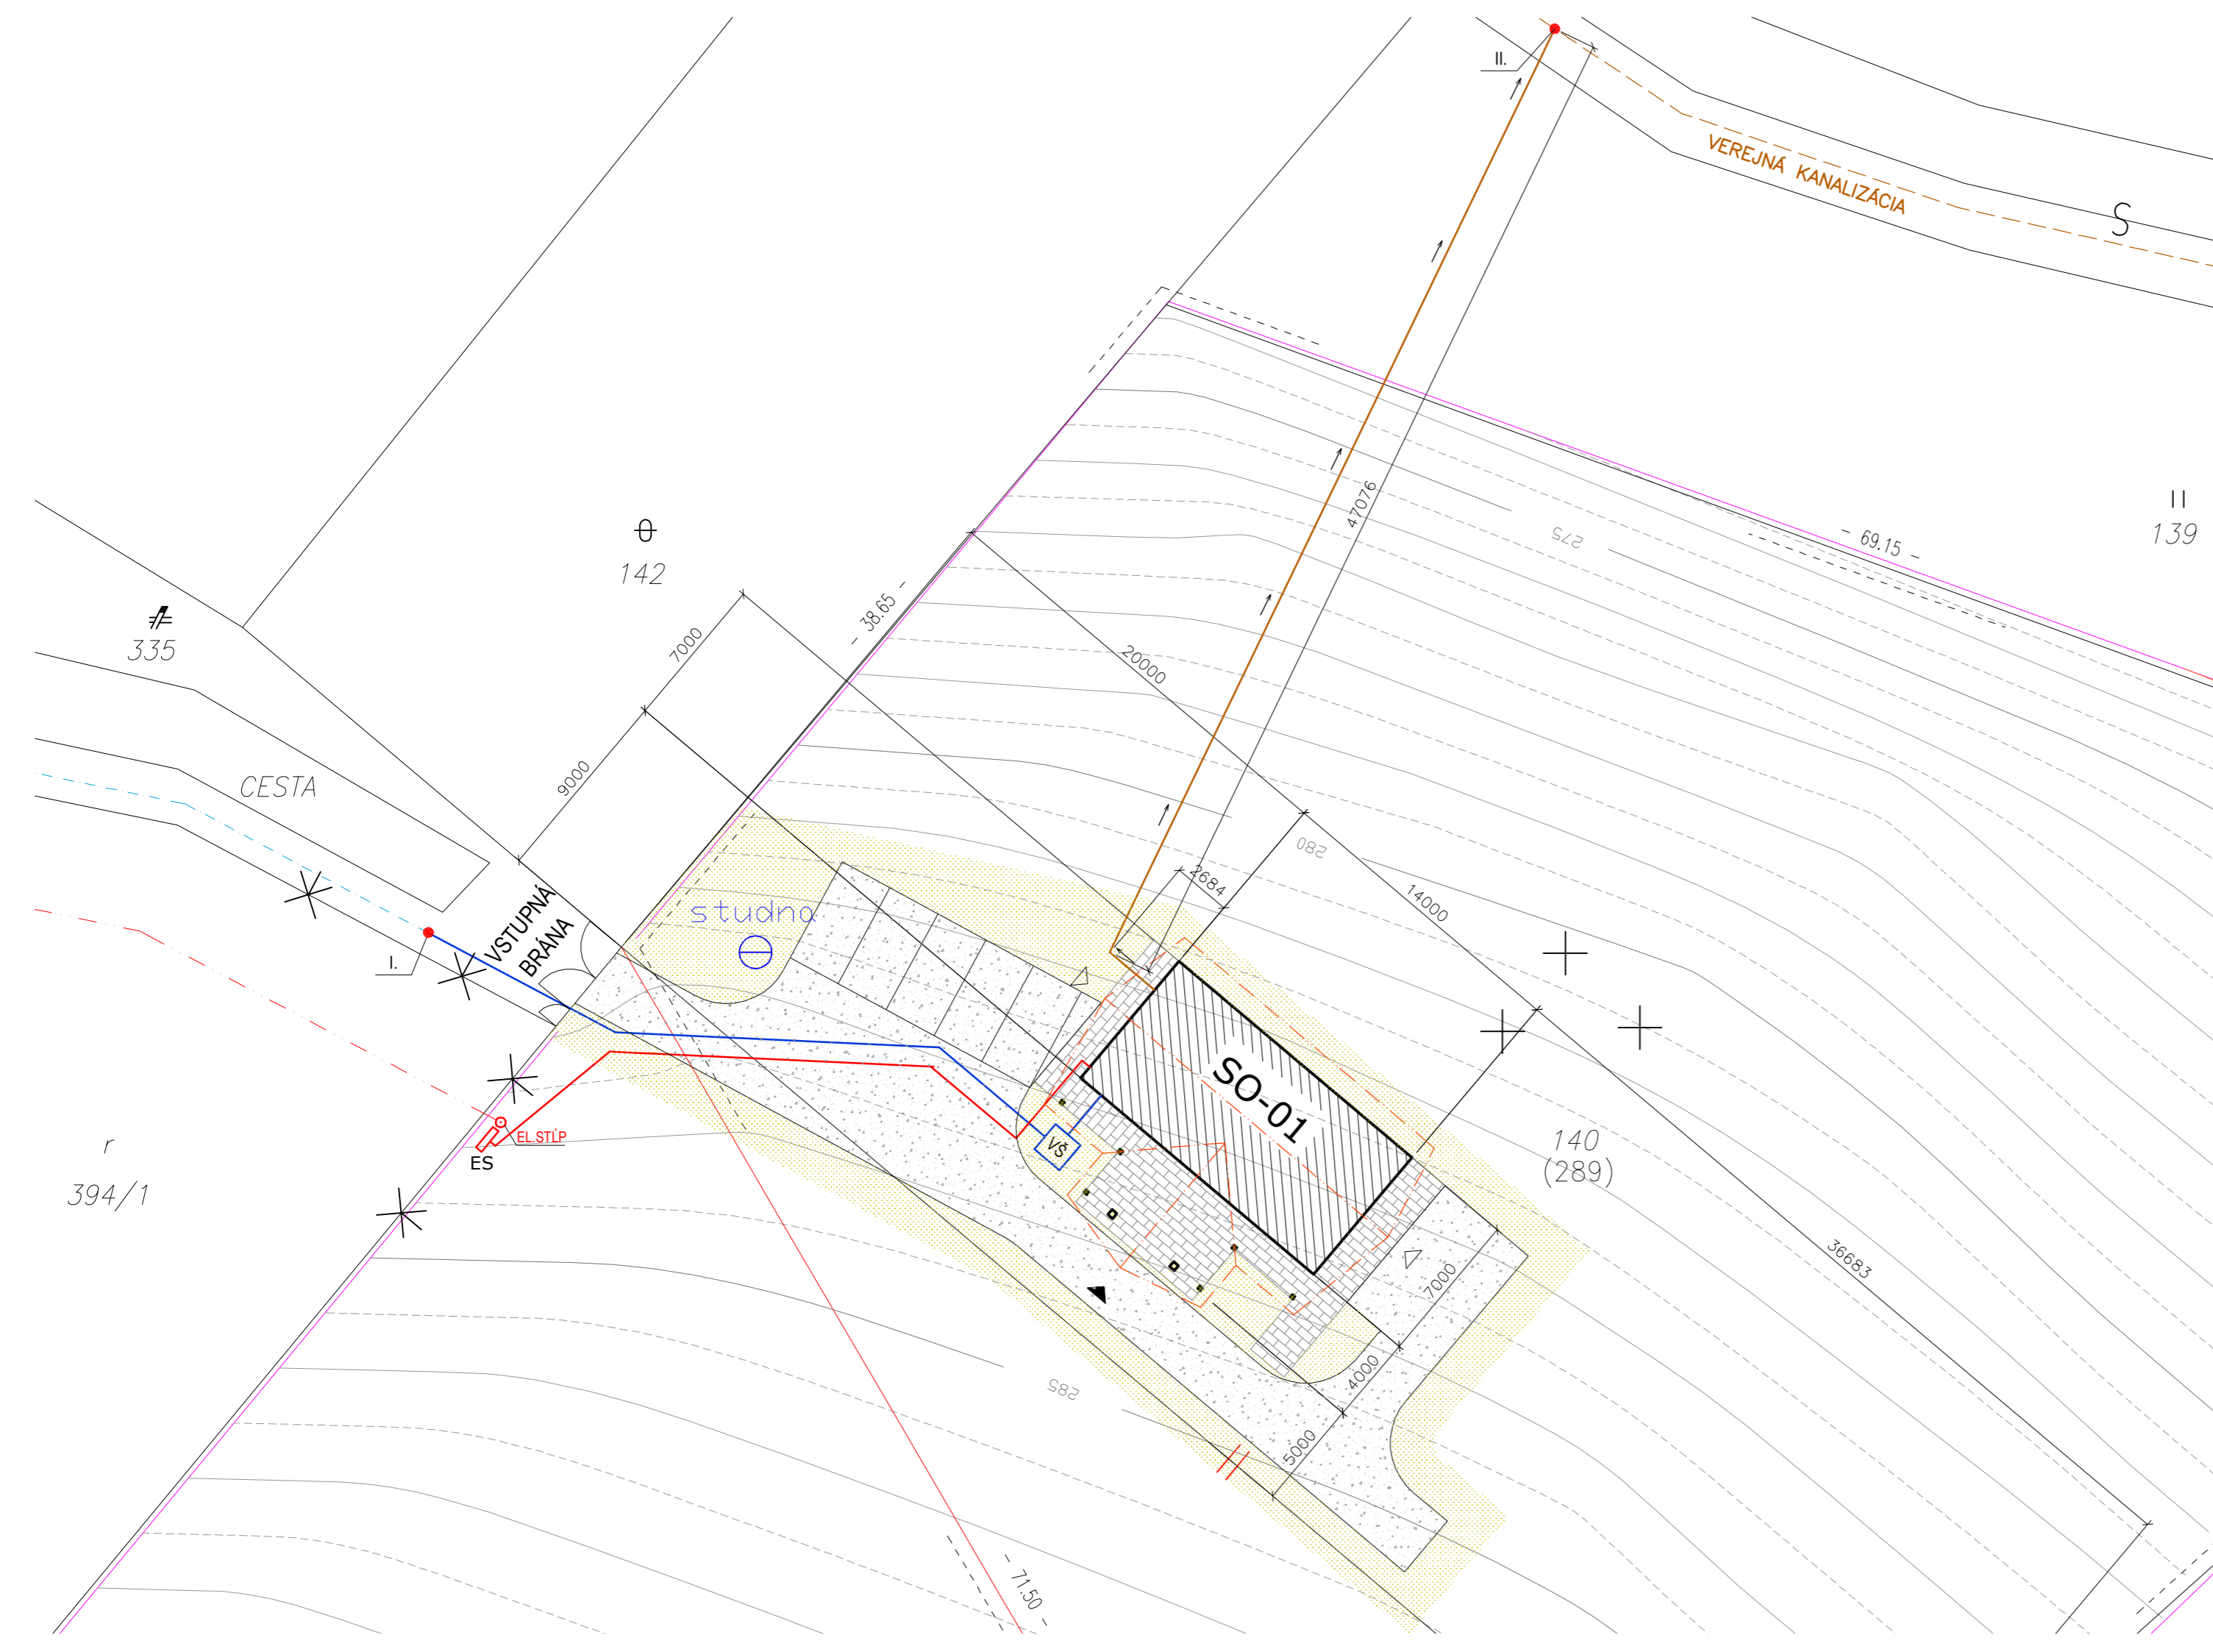 II.
VEREJNÁ KANALIZÁCIA
S
II
139
- 69.15 -
275
47076
142
335
- 38.65 -
7000
20000
9000
CESTA
VSTUPNÁ
BRÁNA
I.
studna
280
2684
14000
SO-01
VŠ
EL.STĹP
ES
140
(289)
r
394/1
36683
7000
4000
5000
285
71.50